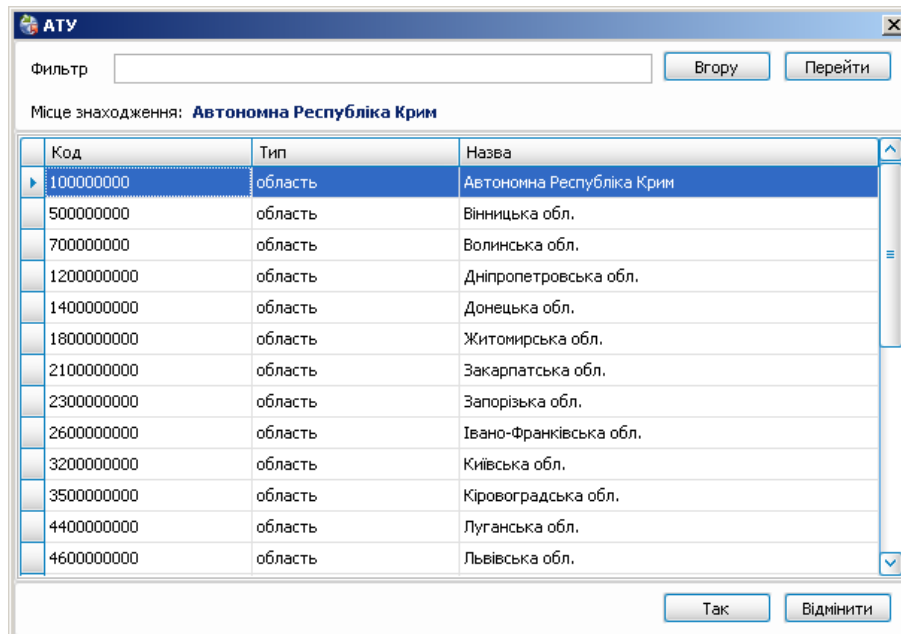 АТУ
Фильтр Вгору Перейти
Місце знаходження: Автономна Республіка Крим
Код Тип Назва
100000000 область Автономна Республіка Крим
500000000 область Вінницька обл.
700000000 область Волинська обл.
1200000000 область Дніпропетровська обл.
1400000000 область Донецька обл.
1800000000 область Житомирська обл.
2100000000 область Закарпатська обл.
2300000000 область Запорізька обл.
2600000000 область Івано-Франківська обл.
3200000000 область Київська обл.
3500000000 область Кіровоградська обл.
4400000000 область Луганська обл.
4600000000 область Львівська обл.
Так Відмінити